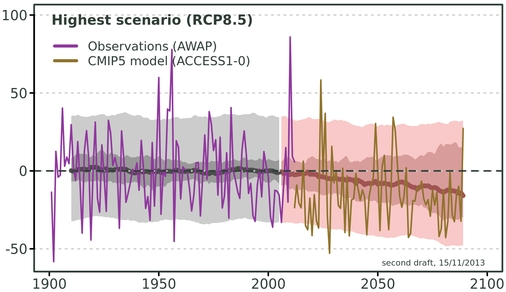 Highest scenario (RCP8.5)
Observations (AWAP)
CMIP5 model (ACCESS1-0)
100
50
0
-50
second draft, 15/11/2013
1900 1950 2000 2050 2100